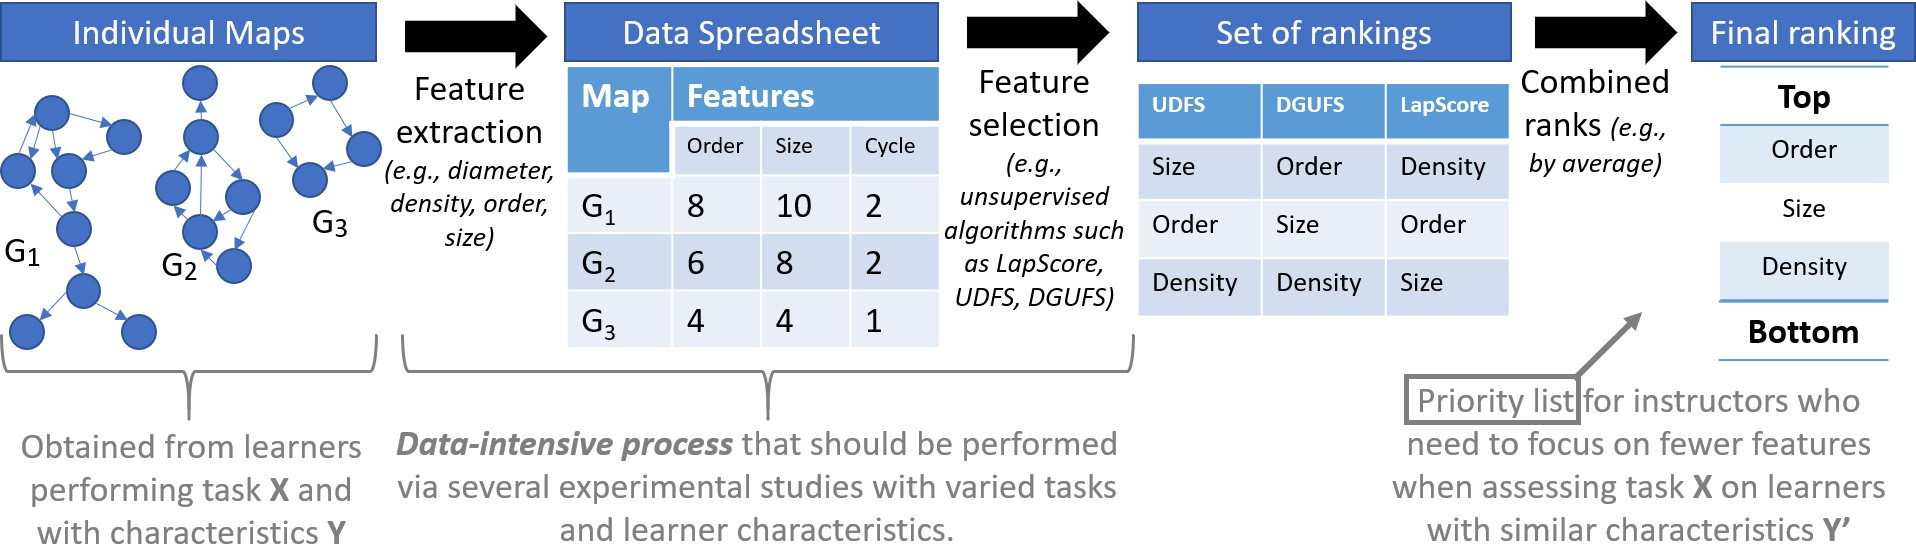 Individual Maps
G1
G2
G3
Obtained from learners
performing task X and
with characteristics Y
Feature
extraction
(e.g., diameter,
density, order,
size)
Data Spreadsheet
Map Features
Order Size Cycle
G1 8 10 2
G2 6 8 2
G3 4 4 1
Data-intensive process that should be performed
via several experimental studies with varied tasks
and learner characteristics.
Feature
selection
(e.g.,
unsupervised
algorithms such
as LapScore,
UDFS, DGUFS)
Set of rankings
UDFS DGUFS LapScore
Size Order Density
Order Size Order
Density Density Size
Combined
ranks (e.g.,
by average)
Final ranking
Top
Order
Size
Density
Bottom
Priority list for instructors who
need to focus on fewer features
when assessing task X on learners
with similar characteristics Y’